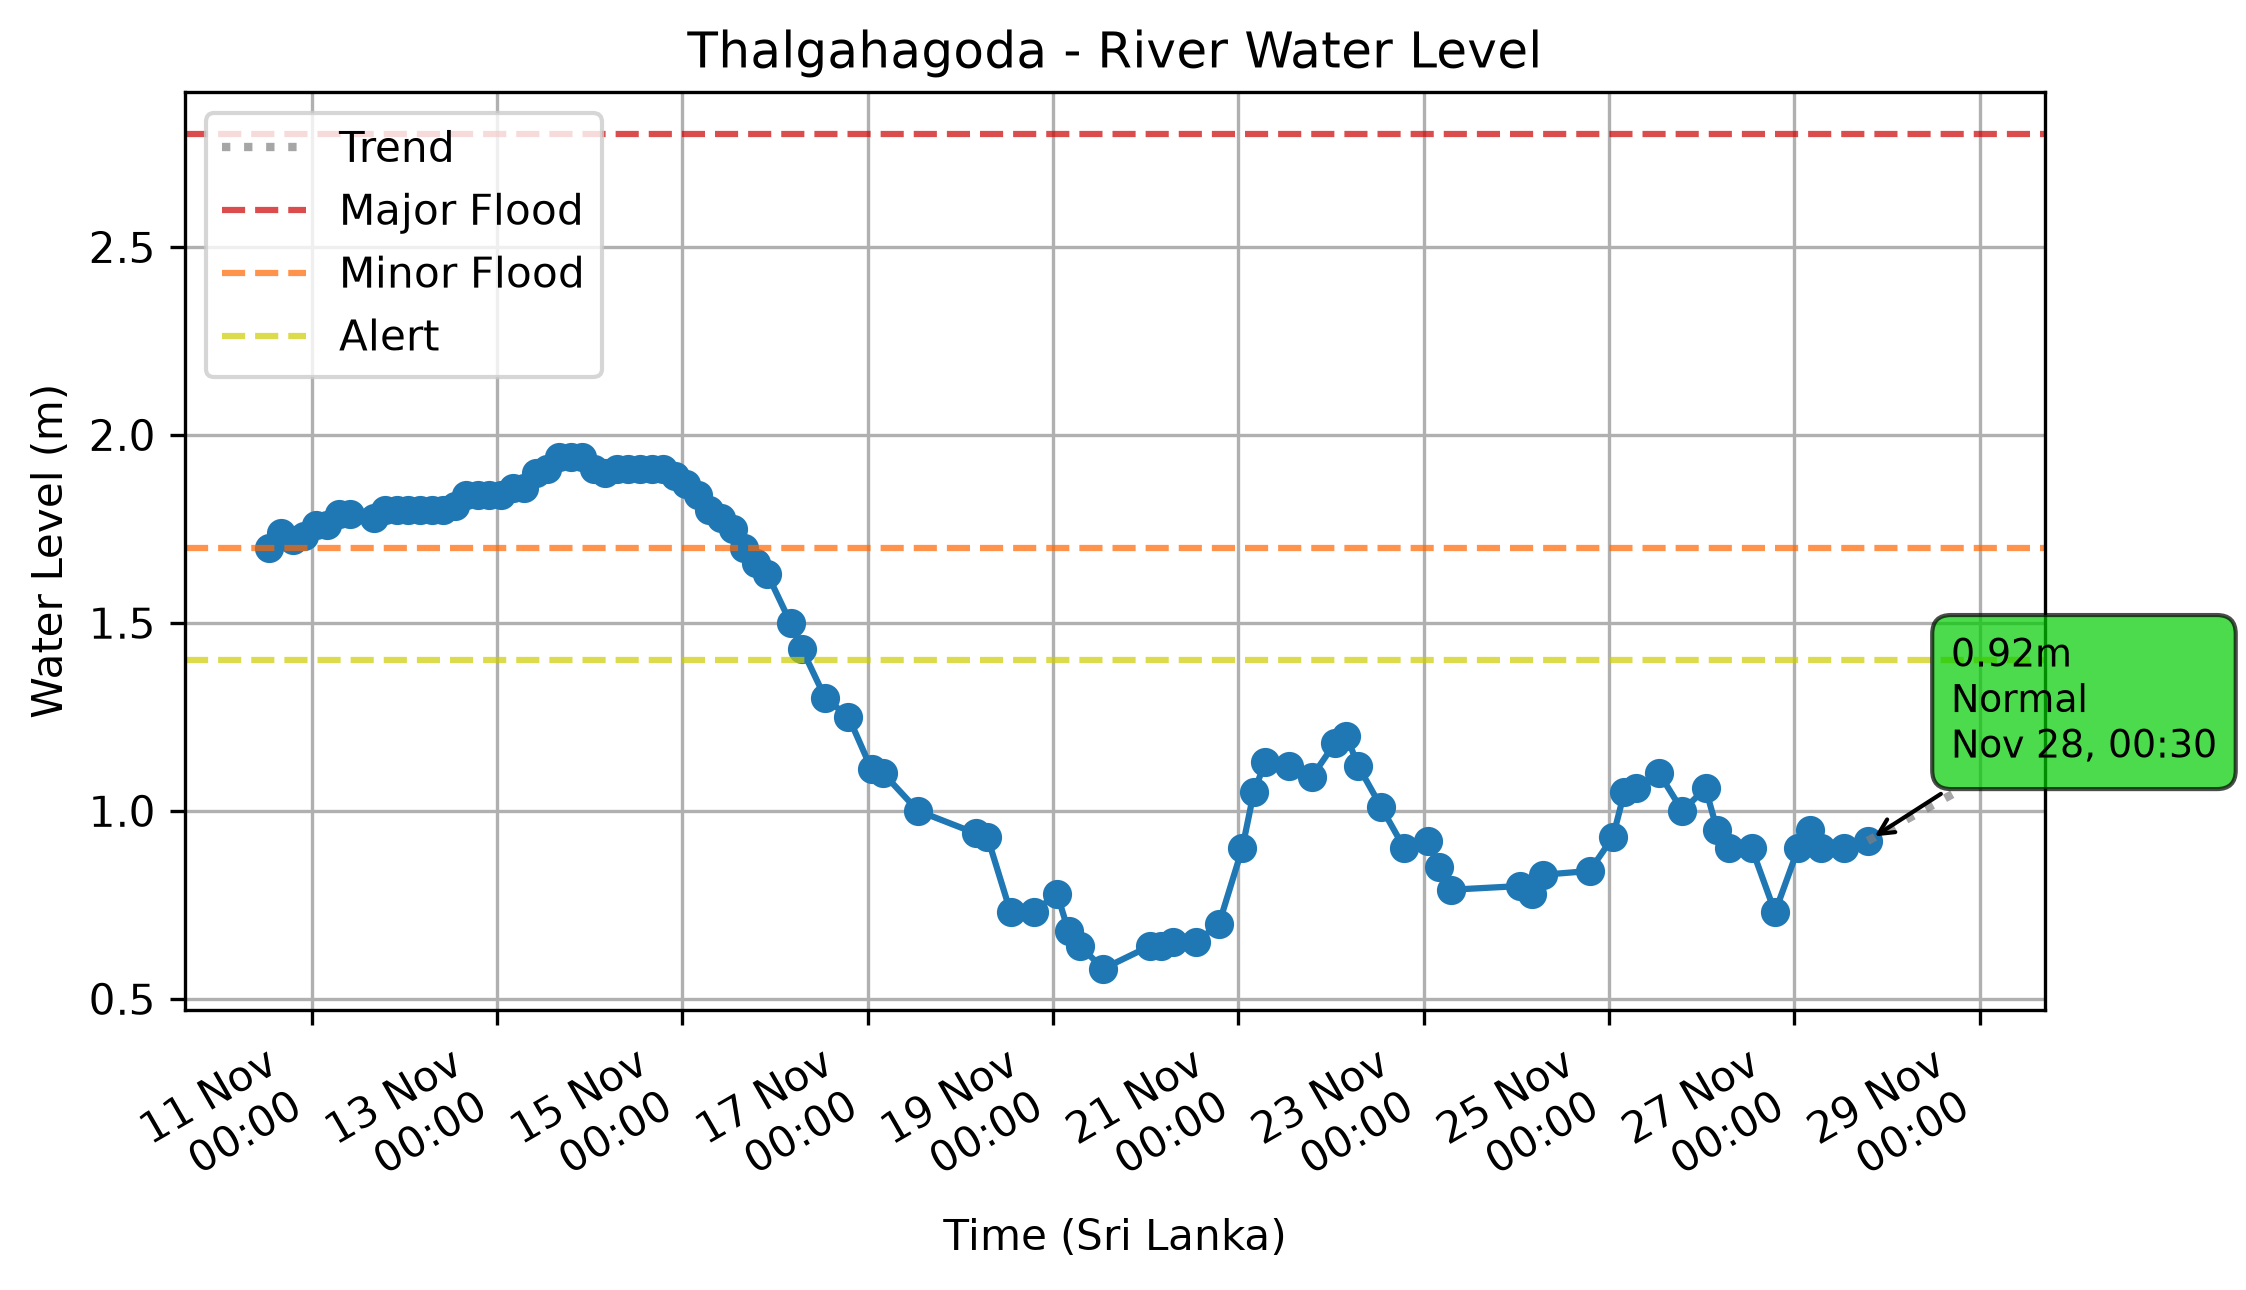 Thalgahagoda - River Water Level
Trend
Major Flood
Minor Flood
Alert
Water Level (m)
2.5
2.0
1.5
1.0
0.5
0.92m
Normal
Nov 28, 00:30
11 Nov
00:00
13 Nov
00:00
15 Nov
00:00
17 Nov
00:00
19 Nov
00:00
21 Nov
00:00
23 Nov
00:00
25 Nov
00:00
27 Nov
00:00
29 Nov
00:00
Time (Sri Lanka)